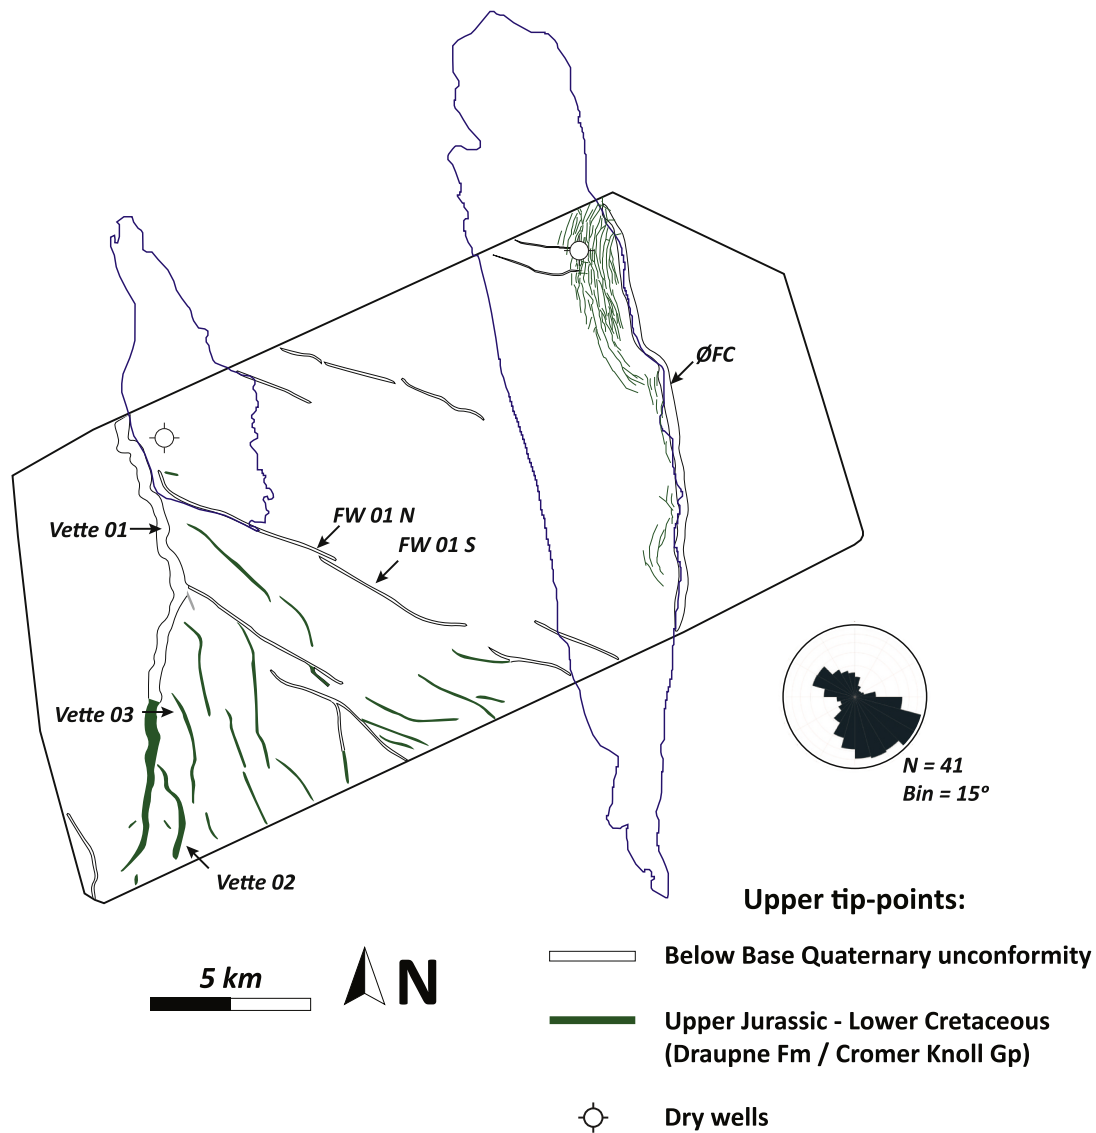 ØFC
FW 01 N
FW 01 S
Vette 01
Vette 03
Vette 02
N = 41
Bin = 15º
5 km
N
Upper tip-points:
Below Base Quaternary unconformity
Upper Jurassic - Lower Cretaceous
(Draupne Fm / Cromer Knoll Gp)
Dry wells